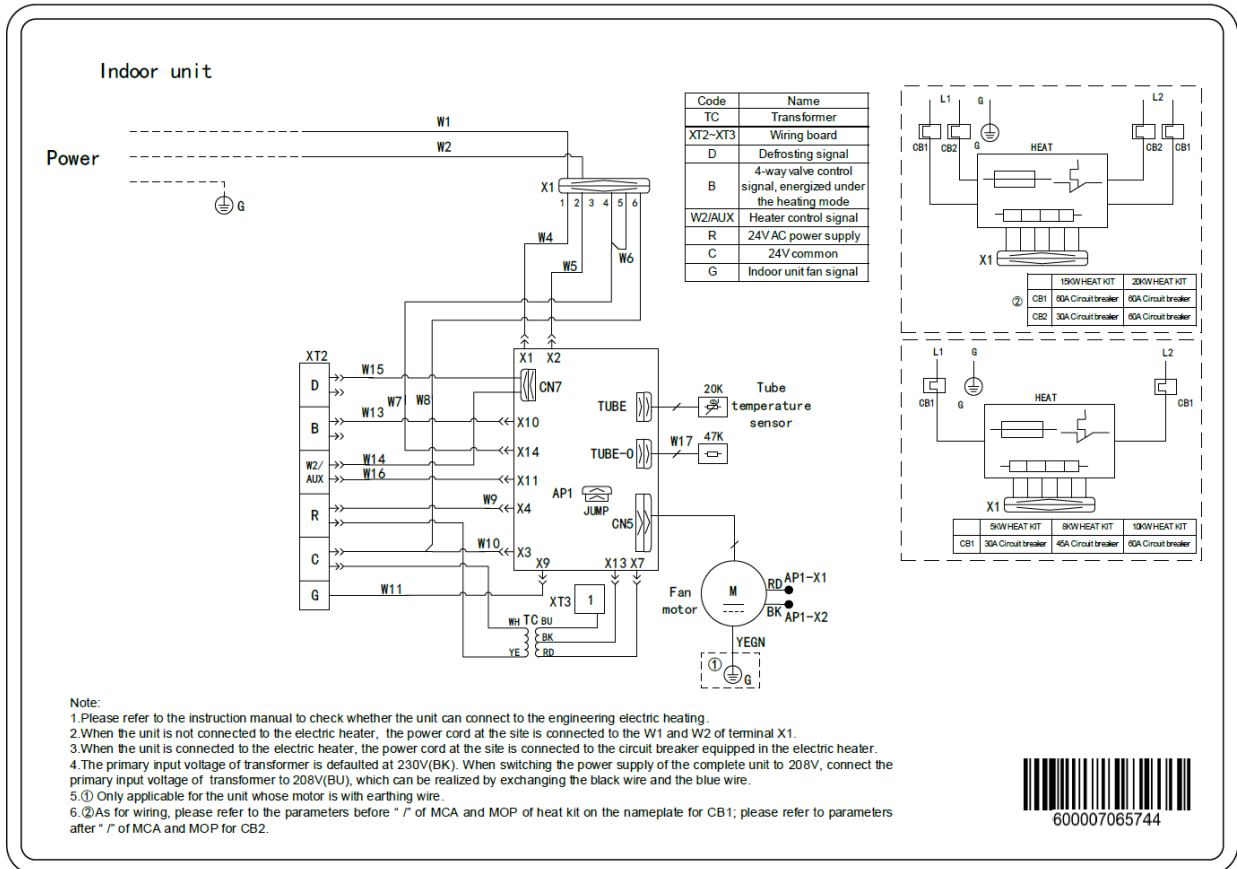 Indoor unit
Power
W1
W2
G
X1
1 2 3 4 5 6
W4
W5
W6
Code Name
TC Transformer
XT2~XT3 Wiring board
D Defrosting signal
B 4-way valve control
signal, energized under
the heating mode
W2/AUX Heater control signal
R 24V AC power supply
C 24V common
G Indoor unit fan signal
L1 G L2
CB1 CB2 G HEAT CB2 CB1
X1
15KW HEAT KIT 20KW HEAT KIT
② CB1 60A Circuit breaker 60A Circuit breaker
CB2 30A Circuit breaker 60A Circuit breaker
L1 G L2
CB1 G HEAT CB1
X1
5KW HEAT KIT 8KW HEAT KIT 10KW HEAT KIT
CB1 30A Circuit breaker 45A Circuit breaker 60A Circuit breaker
XT2
D
B
W2/
AUX
R
C
G
W15
W13
W7 W8
W14
W16
W9
W10
W11
X1 X2
CN7
X10
X14
X11
X4
X3
X9
X13 X7
TUBE
TUBE-O
AP1
JUMP
CN5
20K
Tube
temperature
sensor
W17
47K
XT3 1
WH TC BU
BK
YE RD
Fan
motor
M
RD AP1-X1
BK AP1-X2
YEGN
① G
Note:
1.Please refer to the instruction manual to check whether the unit can connect to the engineering electric heating.
2.When the unit is not connected to the electric heater, the power cord at the site is connected to the W1 and W2 of terminal X1.
3.When the unit is connected to the electric heater, the power cord at the site is connected to the circuit breaker equipped in the electric heater.
4.The primary input voltage of transformer is defaulted at 230V(BK). When switching the power supply of the complete unit to 208V, connect the
primary input voltage of transformer to 208V(BU), which can be realized by exchanging the black wire and the blue wire.
5.① Only applicable for the unit whose motor is with earthing wire.
6.②As for wiring, please refer to the parameters before " /" of MCA and MOP of heat kit on the nameplate for CB1; please refer to parameters
after " /" of MCA and MOP for CB2.
600007065744